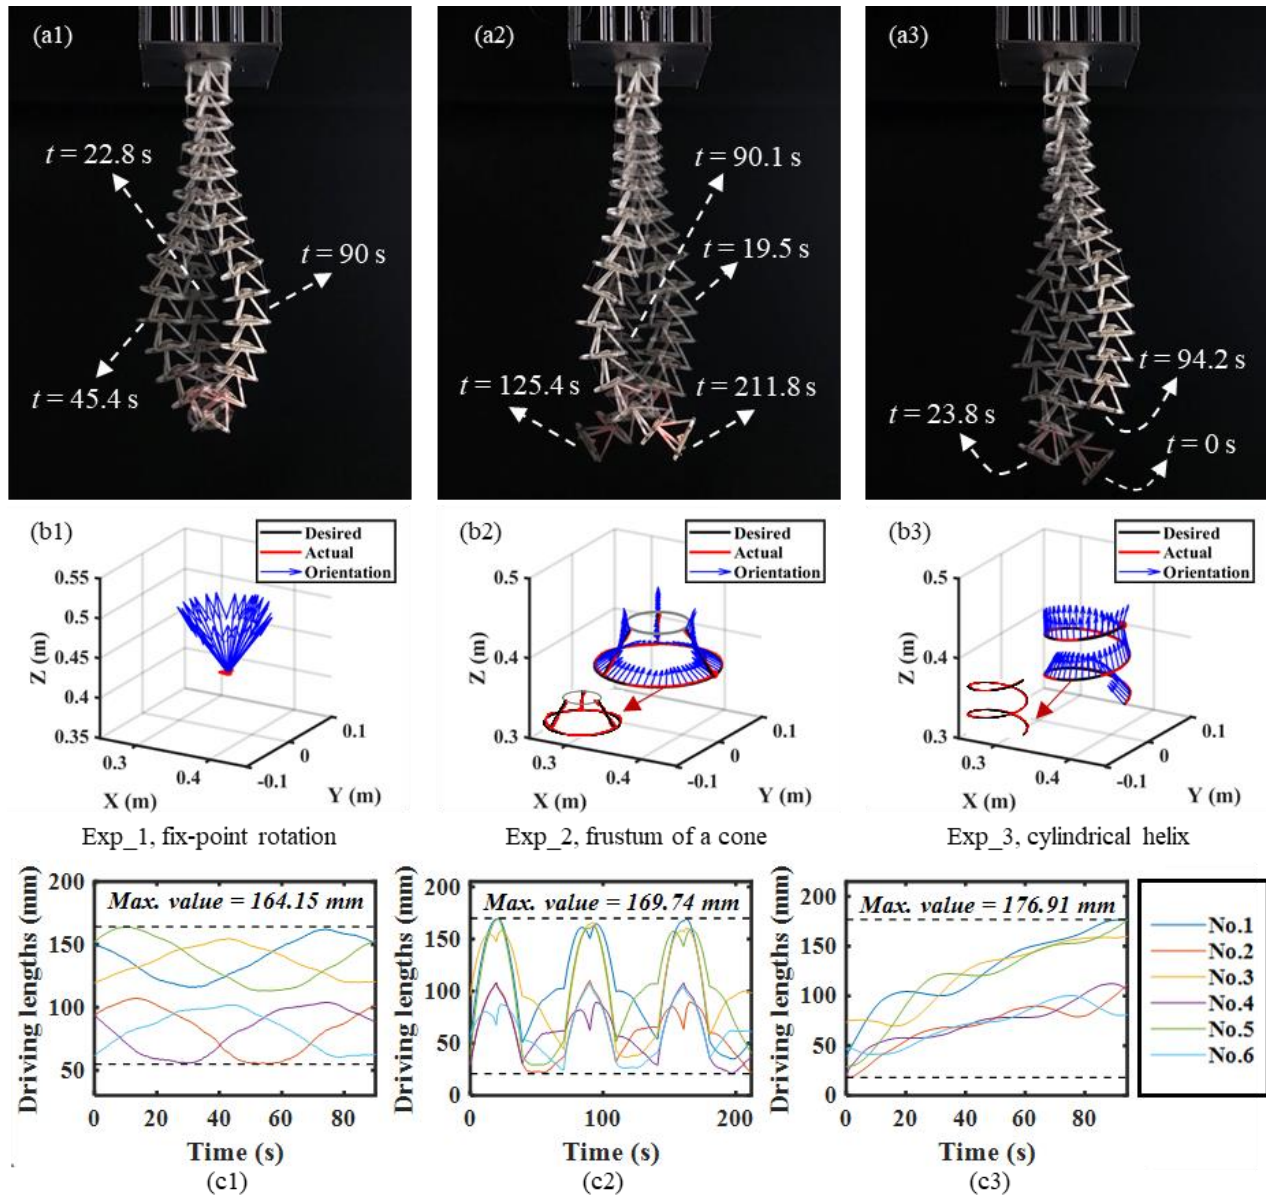 (a1)
t = 22.8 s
t = 90 s
t = 45.4 s
(a2)
t = 90.1 s
t = 19.5 s
t = 125.4 s
t = 211.8 s
(a3)
t = 94.2 s
t = 23.8 s
t = 0 s
(b1)
Desired
Actual
Orientation
0.55
0.5
0.45
0.4
0.35
Z (m)
0.3
0.4
X (m)
-0.1
0
0.1
Y (m)
(b2)
Desired
Actual
Orientation
0.5
0.4
0.3
Z (m)
0.3
0.4
X (m)
-0.1
0
0.1
Y (m)
(b3)
Desired
Actual
Orientation
0.5
0.4
0.3
Z (m)
0.3
0.4
X (m)
-0.1
0
0.1
Y (m)
Exp_1, fix-point rotation
Exp_2, frustum of a cone
Exp_3, cylindrical helix
Driving lengths (mm)
200
150
100
50
Max. value = 164.15 mm
0 20 40 60 80
Time (s)
(c1)
Driving lengths (mm)
200
150
100
50
0
Max. value = 169.74 mm
0 100 200
Time (s)
(c2)
Driving lengths (mm)
200
150
100
50
0
Max. value = 176.91 mm
0 20 40 60 80
Time (s)
(c3)
No.1
No.2
No.3
No.4
No.5
No.6